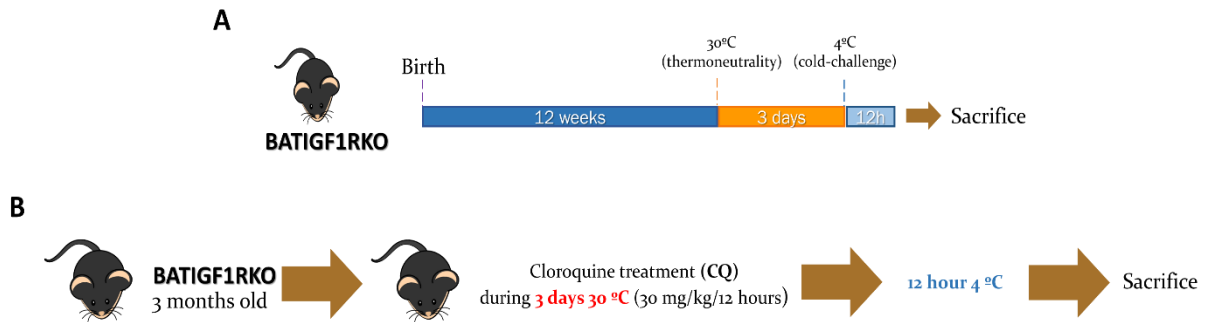 A
30ºC
(thermoneutrality)
4ºC
(cold-challenge)
Birth
12 weeks
3 days
12h
Sacrifice
BATIGF1RKO
B
BATIGF1RKO
3 months old
Cloroquine treatment (CQ)
during 3 days 30 ºC (30 mg/kg/12 hours)
12 hour 4 ºC
Sacrifice